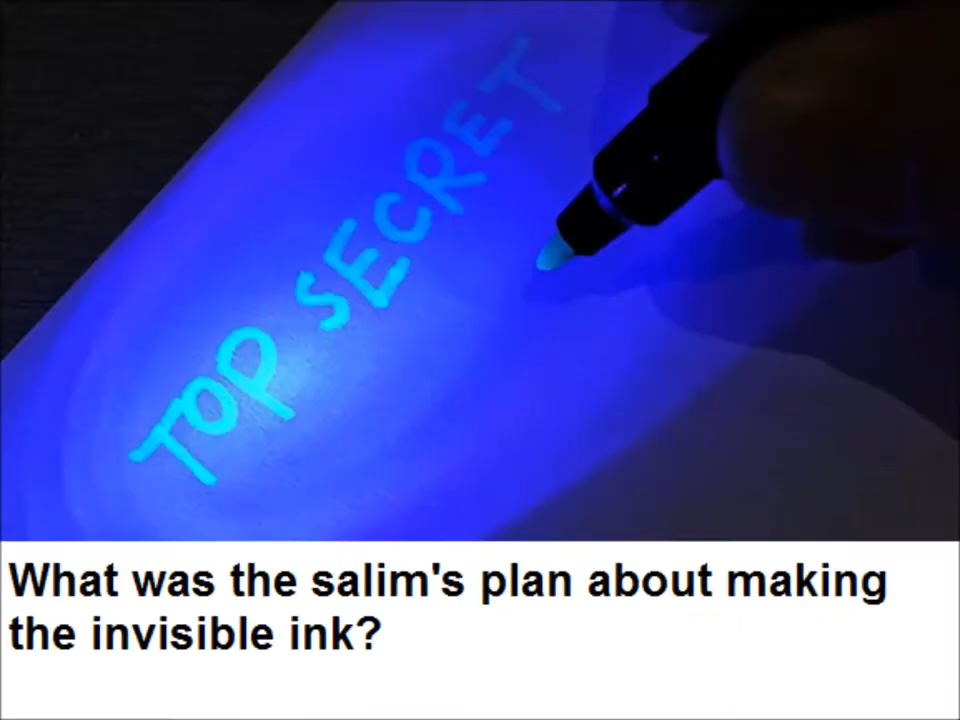 TOP SECRET
What was the salim's plan about making
the invisible ink?